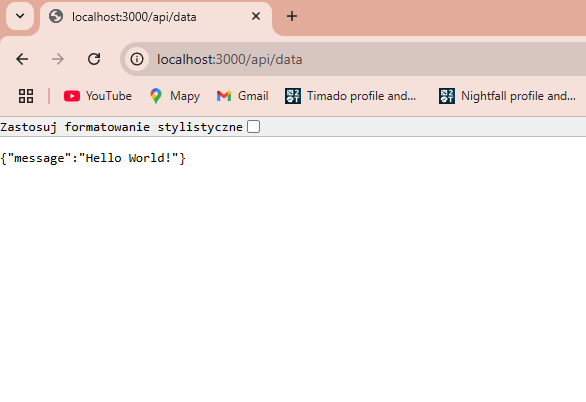 localhost:3000/api/data
localhost:3000/api/data
YouTube Mapy Gmail Timado profile and... Nightfall profile and...
Zastosuj formatowanie stylistyczne
{"message":"Hello World!"}